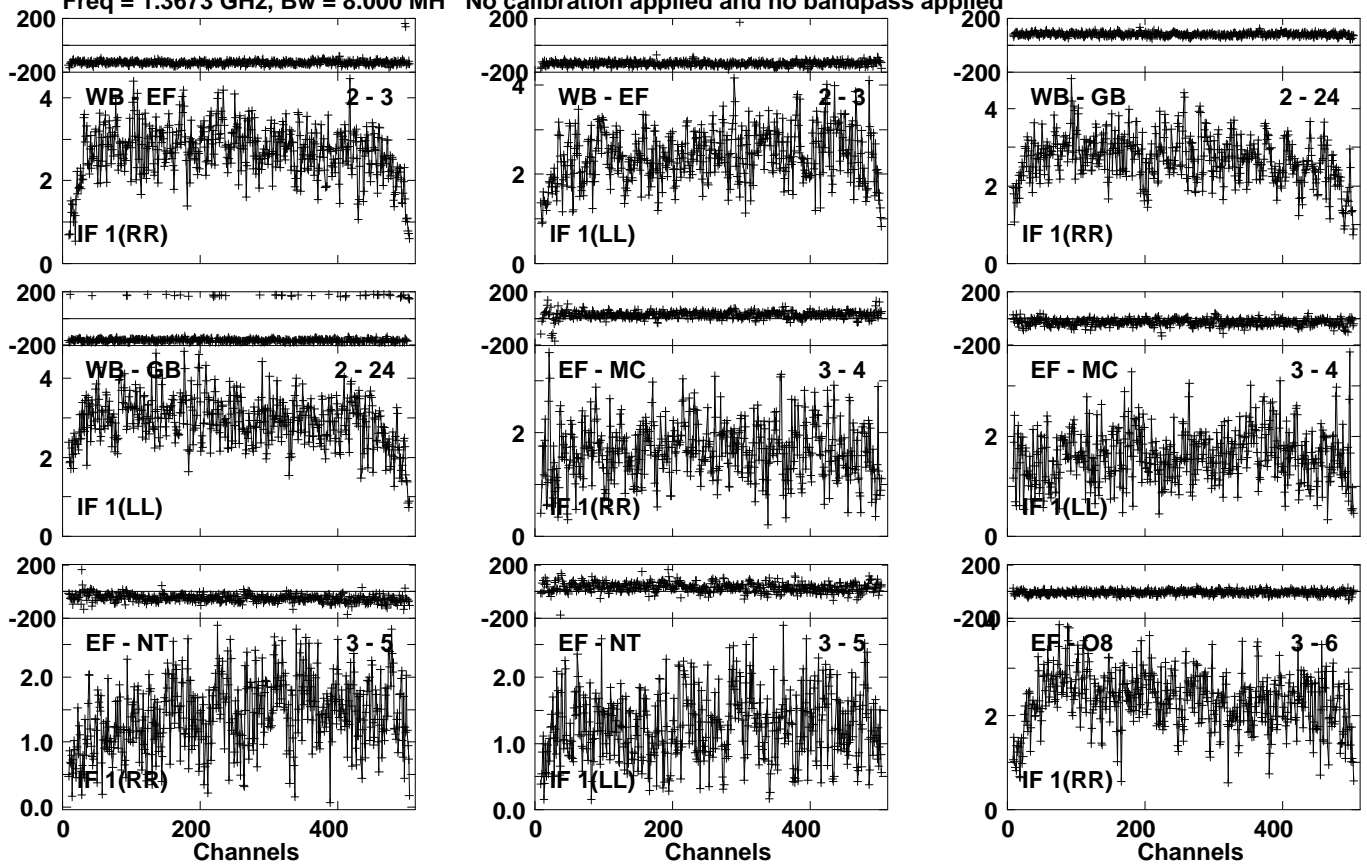 Freq = 1.3673 GHz, Bw = 8.000 MH No calibration applied and no bandpass applied
200
-200
4
2
0
WB - EF 2 - 3
IF 1(RR)
4
2
0
WB - EF 2 - 3
IF 1(LL)
4
2
0
WB - GB 2 - 24
IF 1(RR)
200
-200
4
2
0
WB - GB 2 - 24
IF 1(LL)
200
-200
2
0
EF - MC 3 - 4
IF 1(RR)
200
-200
2
0
EF - MC 3 - 4
IF 1(LL)
200
-200
2.0
1.0
0.0
EF - NT 3 - 5
IF 1(RR)
0 200 400
Channels
200
-200
2.0
1.0
0.0
EF - NT 3 - 5
IF 1(LL)
0 200 400
Channels
200
-200
4
2
0
EF - O8 3 - 6
IF 1(RR)
0 200 400
Channels